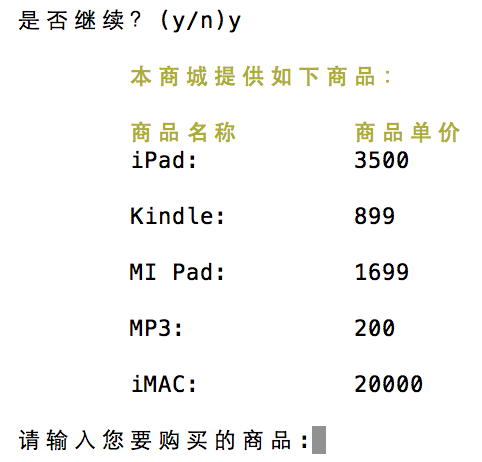 是否继续? (y/n)y
本商城提供如下商品:
商品名称 商品单价
iPad: 3500
Kindle: 899
MI Pad: 1699
MP3: 200
iMAC: 20000
请输入您要购买的商品: